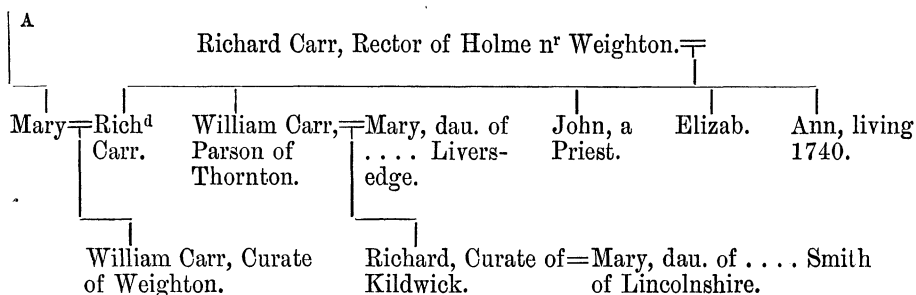 A
Richard Carr, Rector of Holme nʳ Weighton.
Mary=Richᵈ Carr.
William Carr, Parson of Thornton.
=Mary, dau. of .... Liversedge.
John, a Priest.
Elizab.
Ann, living 1740.
William Carr, Curate of Weighton.
Richard, Curate of Kildwick.
=Mary, dau. of .... Smith of Lincolnshire.